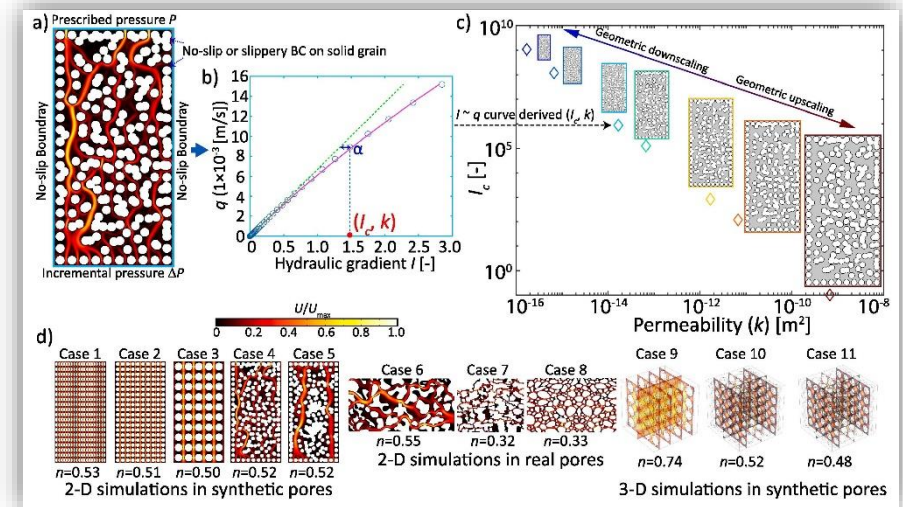 a)
Prescribed pressure P
No-slip or slippery BC on solid grain
No-slip Boundray
No-slip Boundary
Incremental pressure ΔP
b)
q (1×10⁻³ [m/s])
16
14
12
10
8
6
4
2
0
α
(I_c, k)
0 0.5 1.0 1.5 2.0 2.5 3.0
Hydraulic gradient I [-]
c)
10¹⁰
10⁵
10⁰
I_c [-]
Geometric downscaling
Geometric upscaling
I ~ q curve derived (I_c, k)
10⁻¹⁶ 10⁻¹⁴ 10⁻¹² 10⁻¹⁰ 10⁻⁸
Permeability (k) [m²]
U/U_max
0 0.2 0.4 0.6 0.8 1.0
d)
Case 1 Case 2 Case 3 Case 4 Case 5
n=0.53 n=0.51 n=0.50 n=0.52 n=0.52
2-D simulations in synthetic pores
Case 6 Case 7 Case 8
n=0.55 n=0.32 n=0.33
2-D simulations in real pores
Case 9 Case 10 Case 11
n=0.74 n=0.52 n=0.48
3-D simulations in synthetic pores